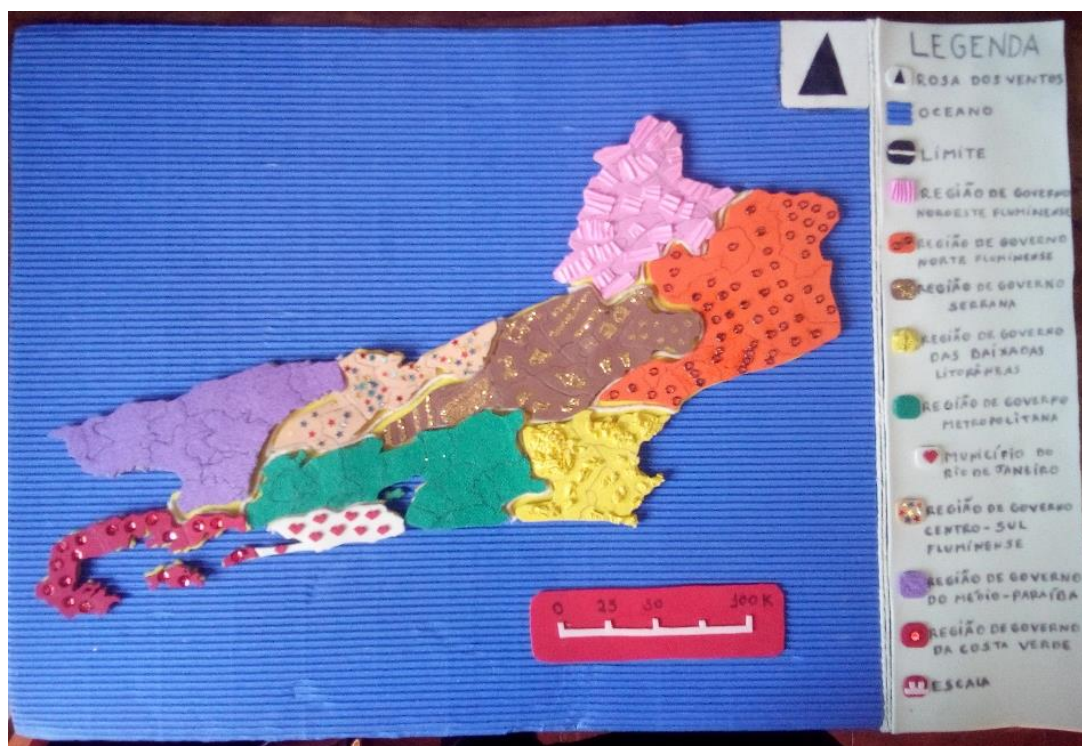 LEGENDA
ROSA DOS VENTOS
OCEANO
LÍMITE
REGIÃO DE GOVERNO
NOROESTE FLUMINENSE
REGIÃO DE GOVERNO
NORTE FLUMINENSE
REGIÃO DE GOVERNO
SERRANA
REGIÃO DE GOVERNO
DAS BAIXADAS
LITORÂNEAS
REGIÃO DE GOVERNO
METROPOLITANA
MUNICÍPIO DO
RIO DE JANEIRO
REGIÃO DE GOVERNO
CENTRO-SUL
FLUMINENSE
REGIÃO DE GOVERNO
DO MÉDIO-PARAÍBA
REGIÃO DE GOVERNO
DA COSTA VERDE
ESCALA
0 25 50 100 K